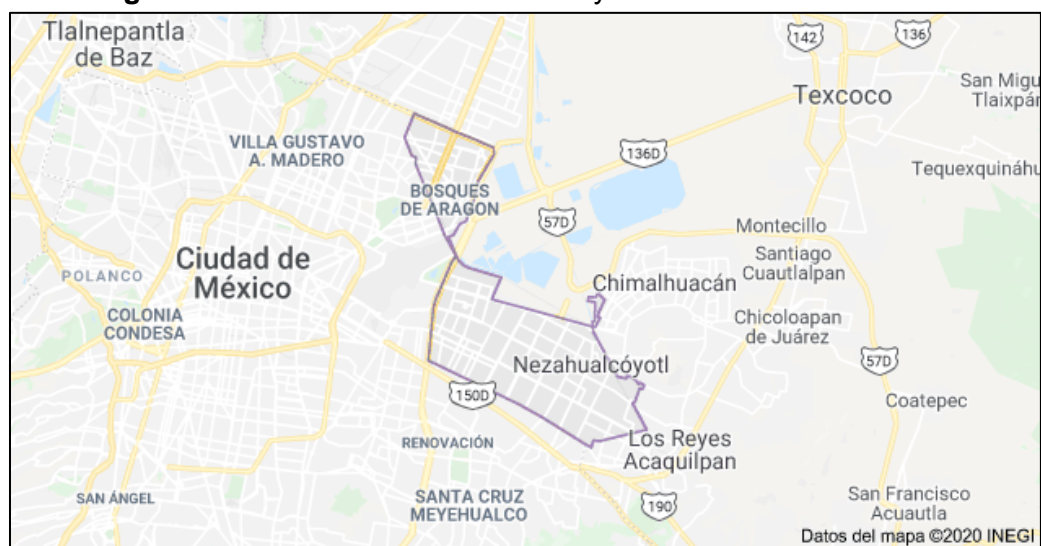 Tlalnepantla
de Baz
142
136
San Migu
Tlaixpán
Texcoco
VILLA GUSTAVO
A. MADERO
136D
Tequexquináhu
BOSQUES
DE ARAGON
57D
Montecillo
Ciudad de
México
Santiago
Cuautlalpan
POLANCO
Chimalhuacán
COLONIA
CONDESA
Chicoloapan
de Juárez
Nezahualcóyotl
57D
150D
Coatepec
RENOVACIÓN
Los Reyes
Acaquilpan
SAN ÁNGEL
SANTA CRUZ
MEYEHUALCO
190
San Francisco
Acuautla
Datos del mapa ©2020 INEGI